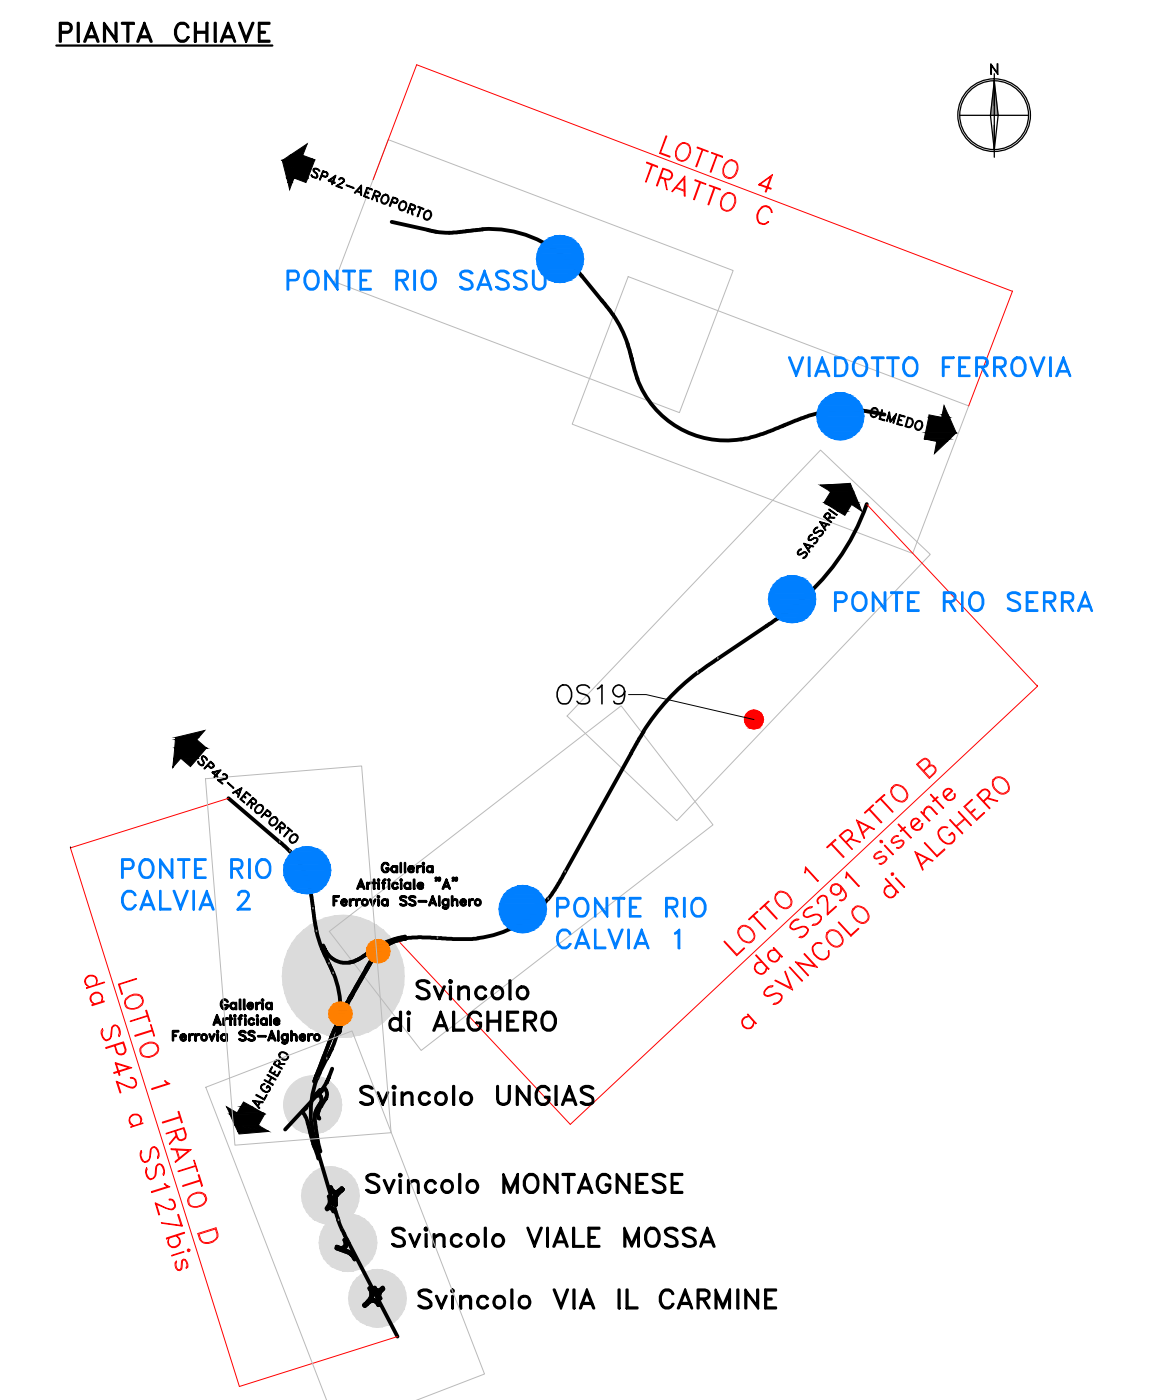 PIANTA CHIAVE
N
LOTTO 4
TRATTO C
SP42-AEROPORTO
PONTE RIO SASSU
VIADOTTO FERROVIA
OLMEDO
SASSARI
PONTE RIO SERRA
OS19
SP42-AEROPORTO
LOTTO 1 TRATTO B
da SS291 sistente
a SVINCOLO di ALGHERO
PONTE RIO
CALVIA 2
Galleria
Artificiale "A"
Ferrovia SS-Alghero
PONTE RIO
CALVIA 1
Svincolo
di ALGHERO
Galleria
Artificiale
Ferrovia SS-Alghero
ALGHERO
LOTTO 1 TRATTO D
da SP42 a SS127bis
Svincolo UNGIAS
Svincolo MONTAGNESE
Svincolo VIALE MOSSA
Svincolo VIA IL CARMINE